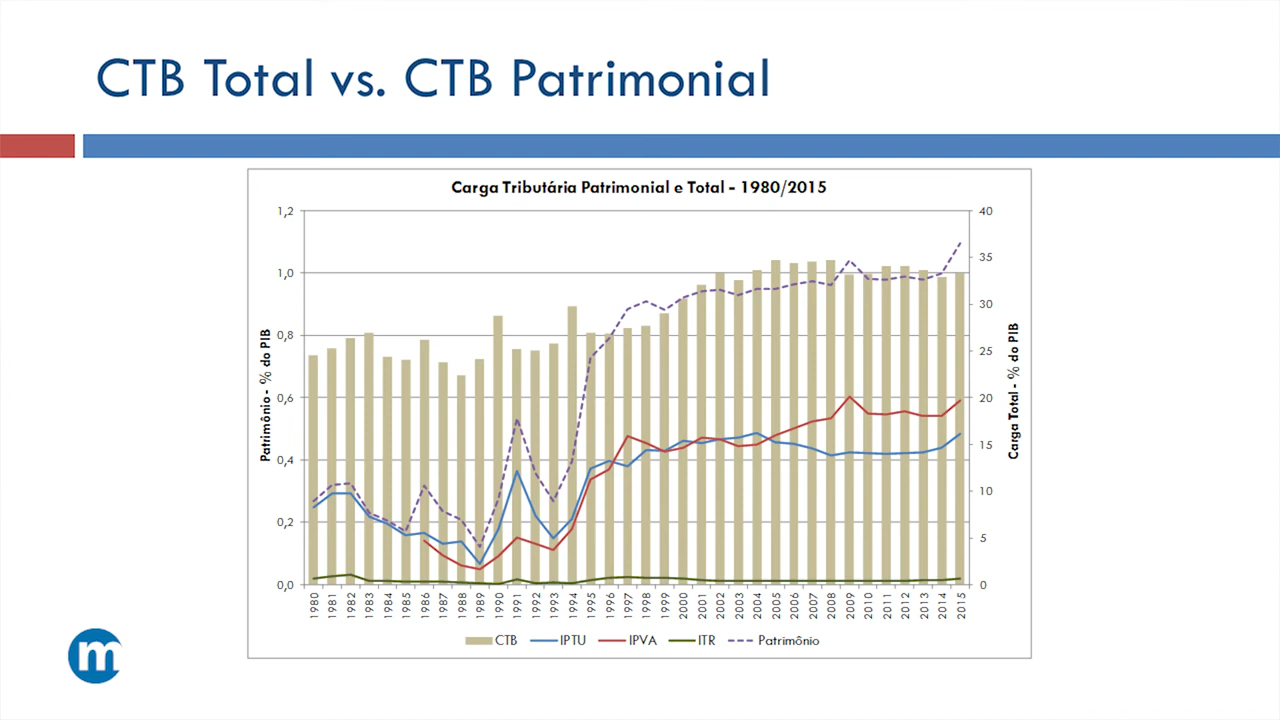 CTB Total vs. CTB Patrimonial
Carga Tributária Patrimonial e Total - 1980/2015
1,2
1,0
0,8
0,6
0,4
0,2
0,0
Patrimônio - % do PIB
40
35
30
25
20
15
10
5
0
Carga Total - % do PIB
1980 1981 1982 1983 1984 1985 1986 1987 1988 1989 1990 1991 1992 1993 1994 1995 1996 1997 1998 1999 2000 2001 2002 2003 2004 2005 2006 2007 2008 2009 2010 2011 2012 2013 2014 2015
CTB IPTU IPVA ITR Patrimônio
m